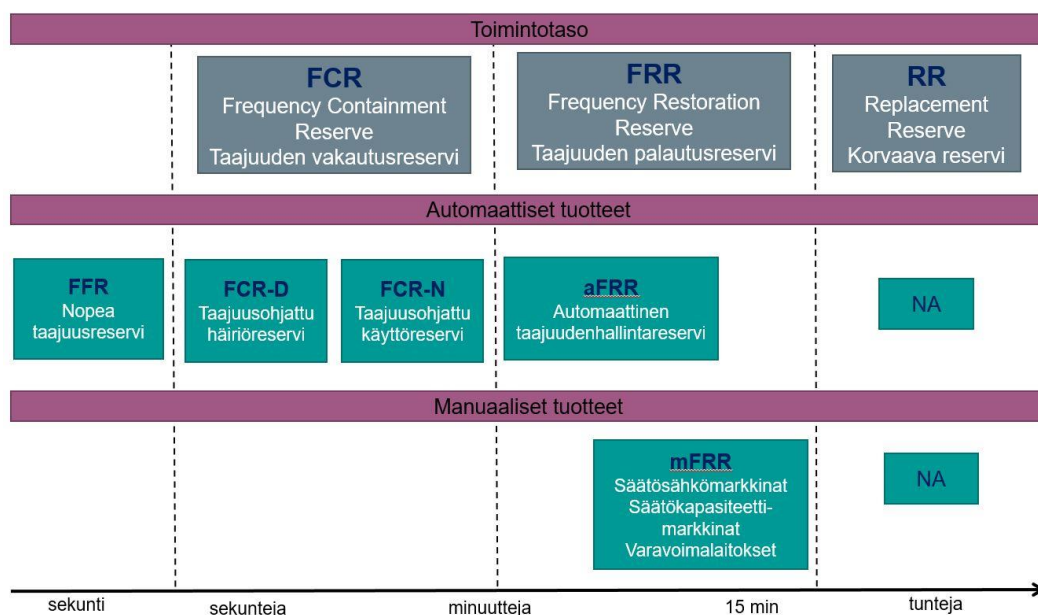 Toimintotaso
FCR
Frequency Containment
Reserve
Taajuuden vakautusreservi
FRR
Frequency Restoration
Reserve
Taajuuden palautusreservi
RR
Replacement
Reserve
Korvaava reservi
Automaattiset tuotteet
FFR
Nopea
taajuusreservi
FCR-D
Taajuusohjattu
häiriöreservi
FCR-N
Taajuusohjattu
käyttöreservi
aFRR
Automaattinen
taajuudenhallintareservi
NA
Manuaaliset tuotteet
mFRR
Säätösähkömarkkinat
Säätökapasiteetti-
markkinat
Varavoimalaitokset
NA
sekunti
sekunteja
minuutteja
15 min
tunteja